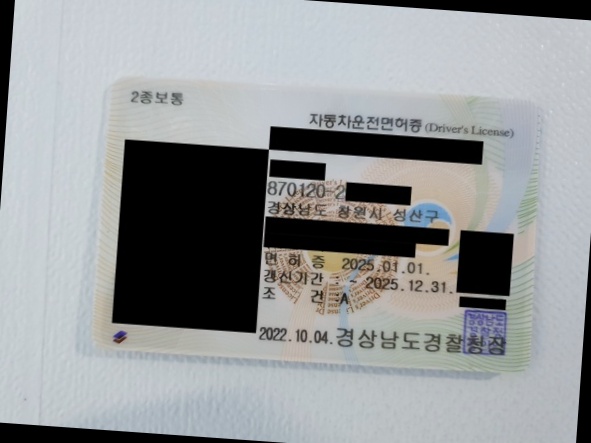 2종보통
자동차운전면허증 (Driver's License)
870120-2
경상남도 창원시 성산구
면 허 증 2025.01.01.
갱신기간 : ~ 2025.12.31.
조 건 : A
2022.10.04. 경상남도경찰청장